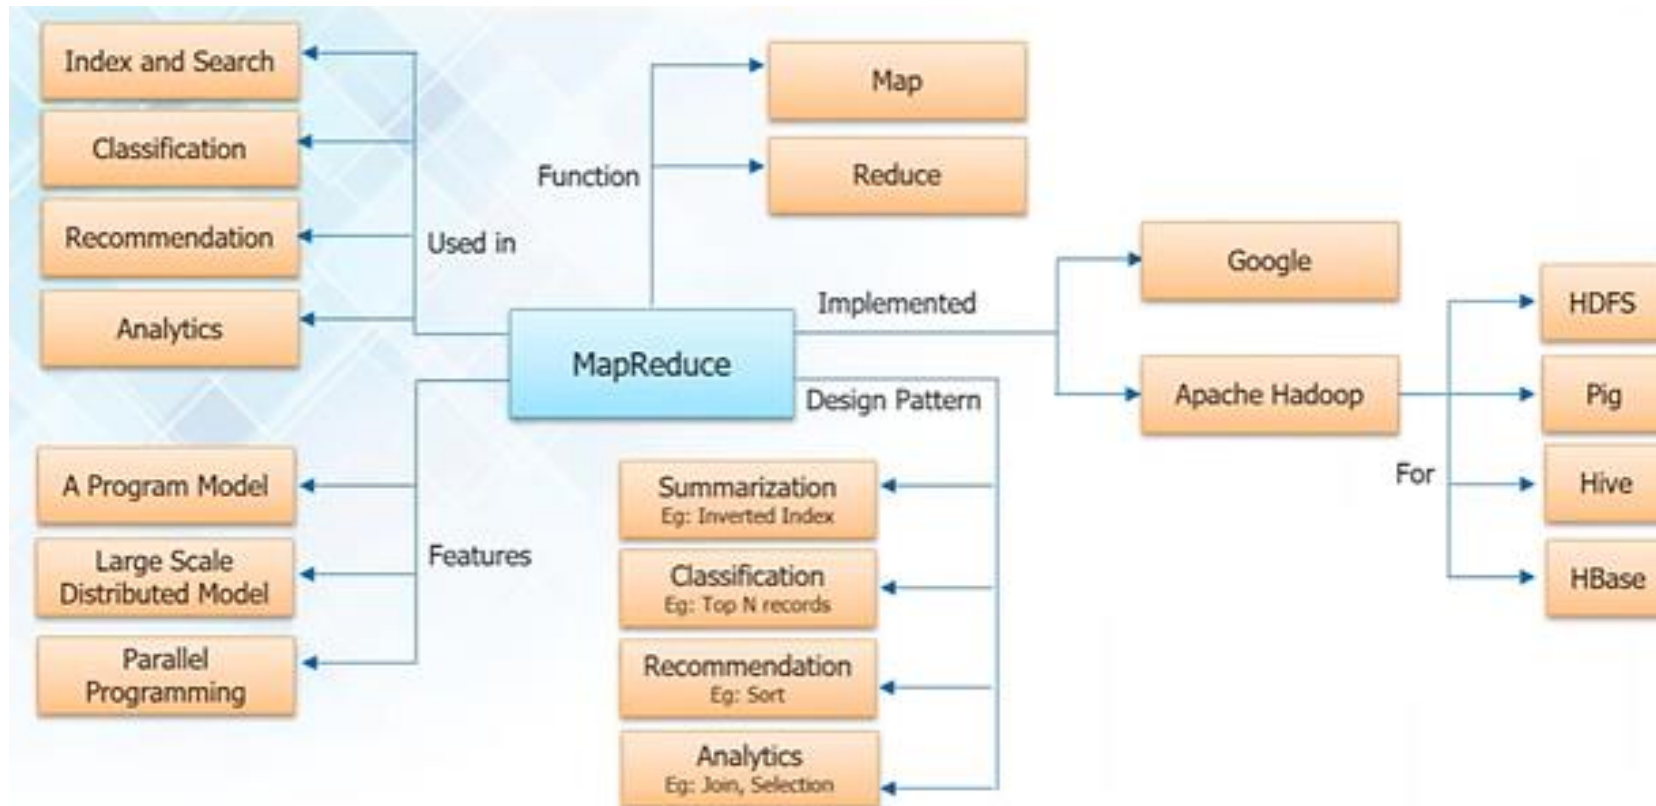 Index and Search
Classification
Recommendation
Analytics
Used in
Function
Map
Reduce
MapReduce
Implemented
Google
Apache Hadoop
For
HDFS
Pig
Hive
HBase
Design Pattern
Summarization
Eg: Inverted Index
Classification
Eg: Top N records
Recommendation
Eg: Sort
Analytics
Eg: Join, Selection
Features
A Program Model
Large Scale
Distributed Model
Parallel
Programming